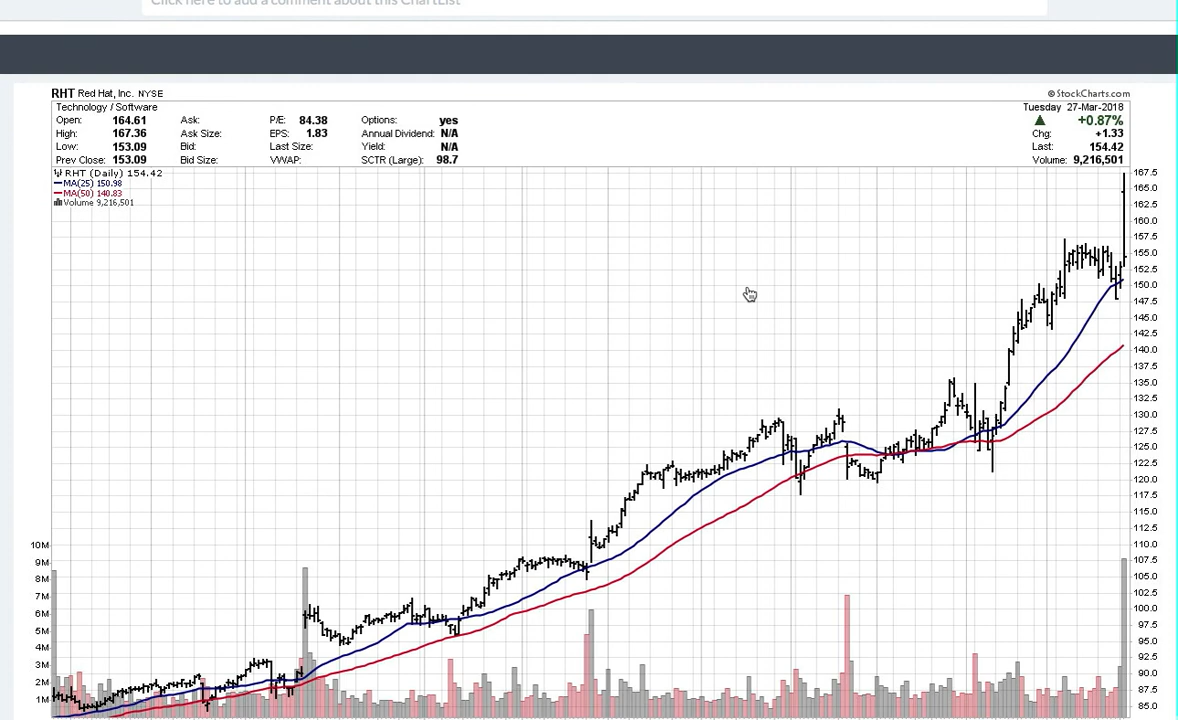 Click here to add a comment about this ChartList
RHT Red Hat, Inc. NYSE
© StockCharts.com
Technology / Software
Tuesday 27-Mar-2018
Open: 164.61 Ask: P/E: 84.38 Options: yes
+0.87%
High: 167.36 Ask Size: EPS: 1.83 Annual Dividend: N/A
Chg: +1.33
Low: 153.09 Bid: Last Size: Yield: N/A
Last: 154.42
Prev Close: 153.09 Bid Size: VWAP: SCTR (Large): 98.7
Volume: 9,216,501
RHT (Daily) 154.42
MA(25) 150.98
MA(50) 140.83
Volume 9,216,501
167.5
165.0
162.5
160.0
157.5
155.0
152.5
150.0
147.5
145.0
142.5
140.0
137.5
135.0
132.5
130.0
127.5
125.0
122.5
120.0
117.5
115.0
112.5
110.0
107.5
105.0
102.5
100.0
97.5
95.0
92.5
90.0
87.5
85.0
10M
9M
8M
7M
6M
5M
4M
3M
2M
1M